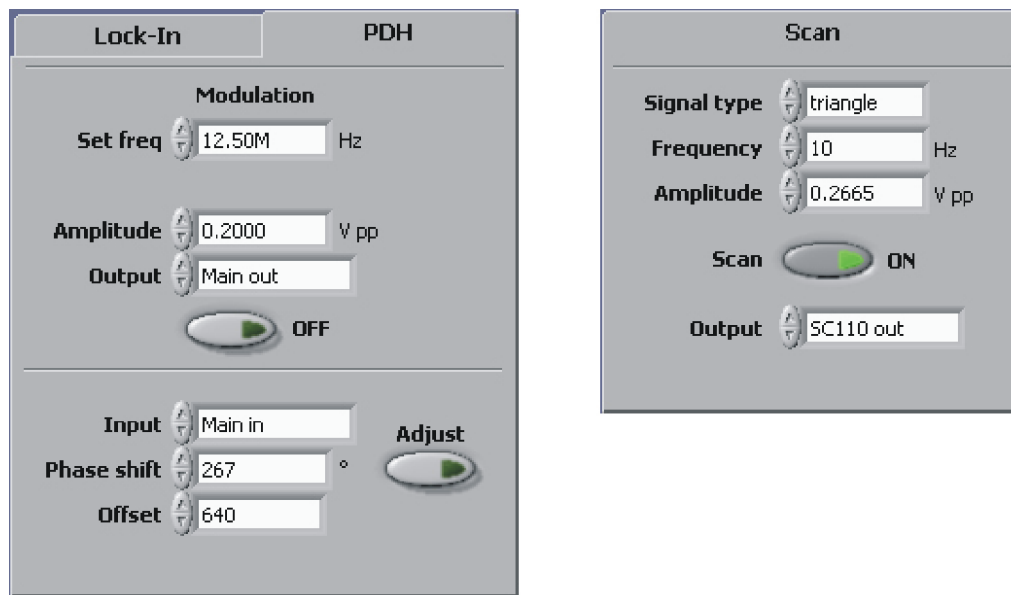 Lock-In PDH
Modulation
Set freq 12.50M Hz
Amplitude 0.2000 V pp
Output Main out
OFF
Input Main in
Adjust
Phase shift 267 °
Offset 640
Scan
Signal type triangle
Frequency 10 Hz
Amplitude 0.2665 V pp
Scan ON
Output SC110 out